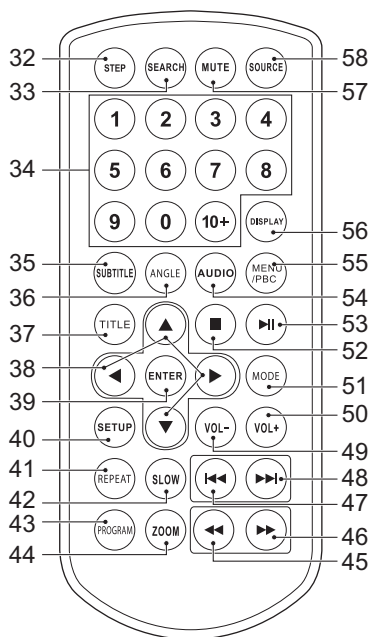 32 STEP SEARCH MUTE SOURCE 58
33 57
1 2 3 4
34 5 6 7 8
9 0 10+ DISPLAY
56
35 SUBTITLE ANGLE AUDIO MENU /PBC 55
36 54
37 TITLE 53
38 52
39 ENTER MODE 51
40 SETUP VOL- VOL+ 50
49
41 REPEAT SLOW 48
42 47
43 PROGRAM ZOOM 46
44 45